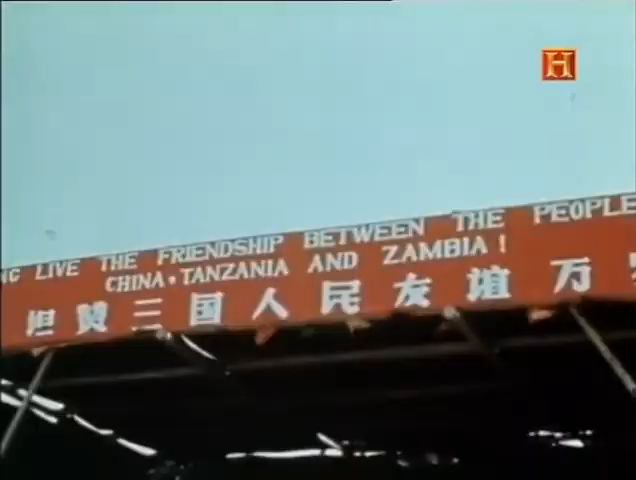 LIVE THE FRIENDSHIP BETWEEN THE PEOPLE
CHINA, TANZANIA AND ZAMBIA!
坦赞三国人民友谊万
H